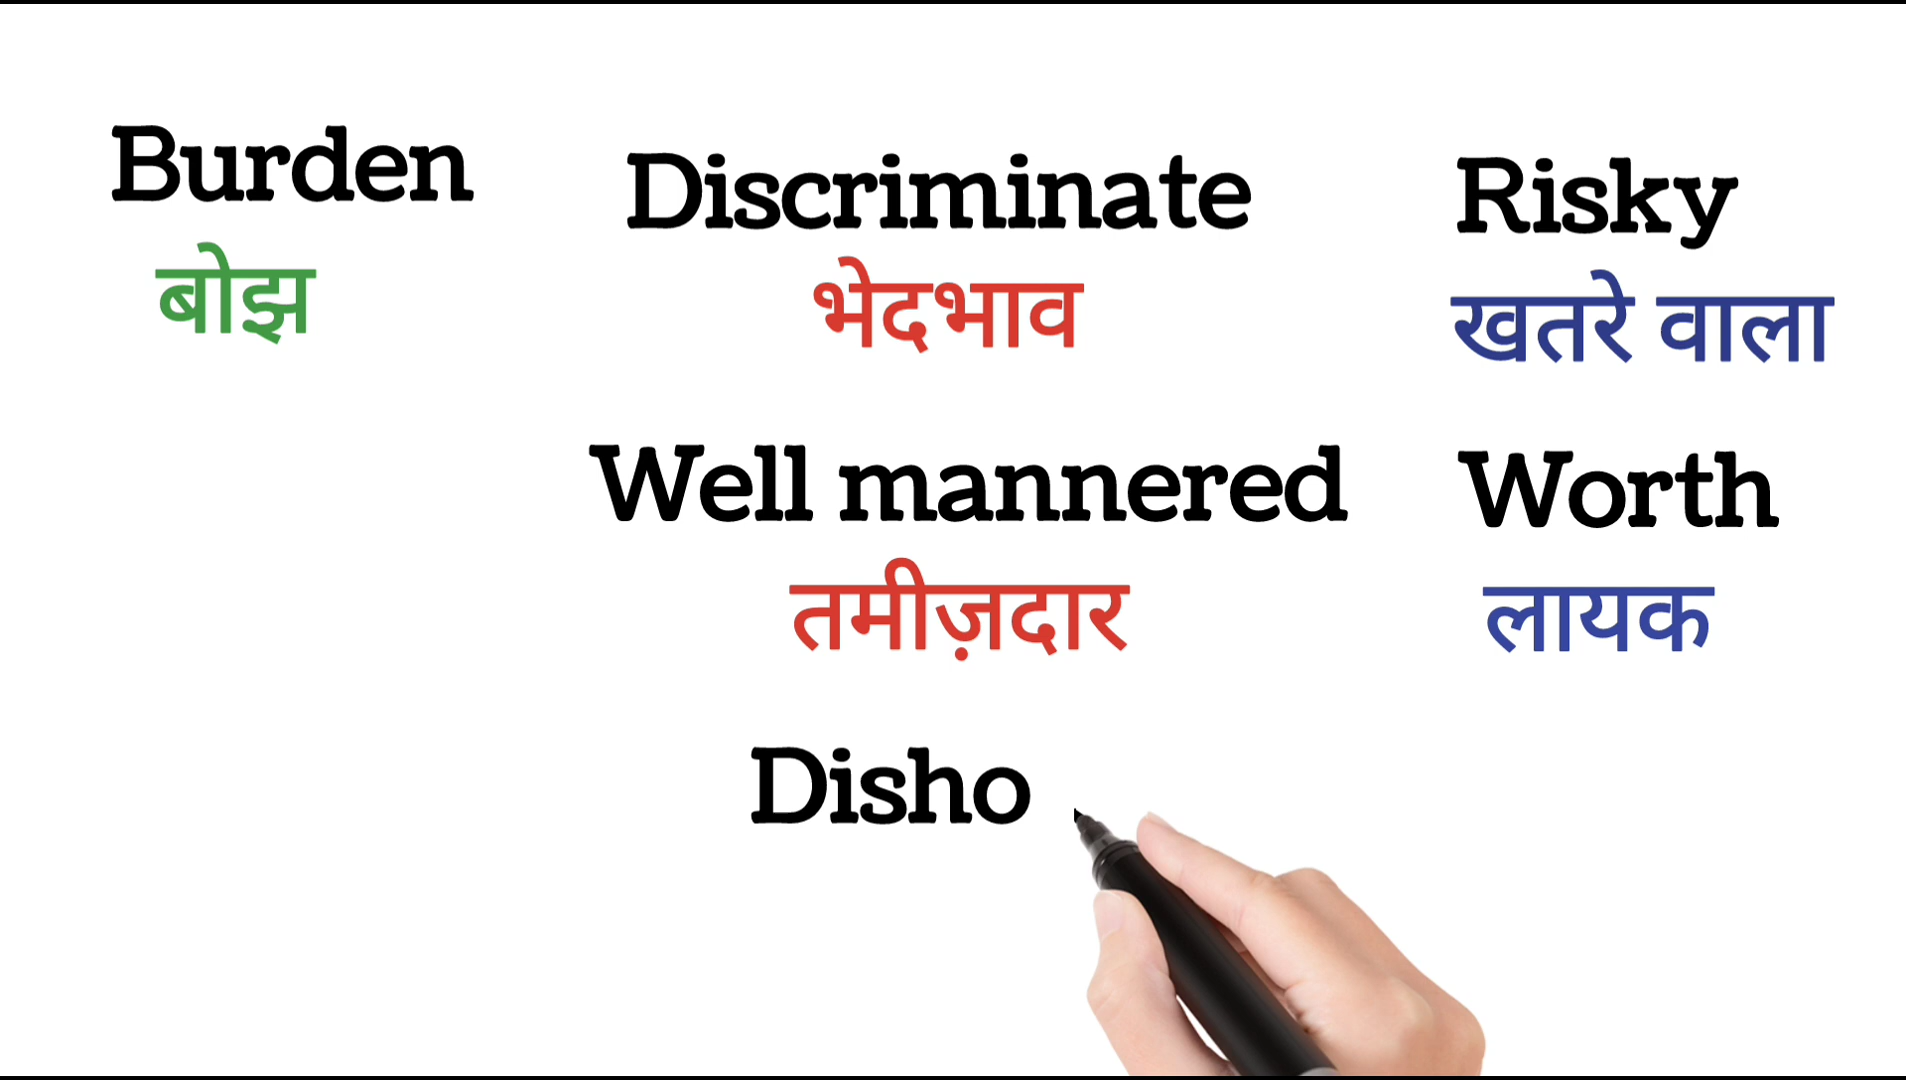 Burden
Discriminate
Risky
बोझ
भेदभाव
खतरे वाला
Well mannered
Worth
तमीज़दार
लायक
Disho